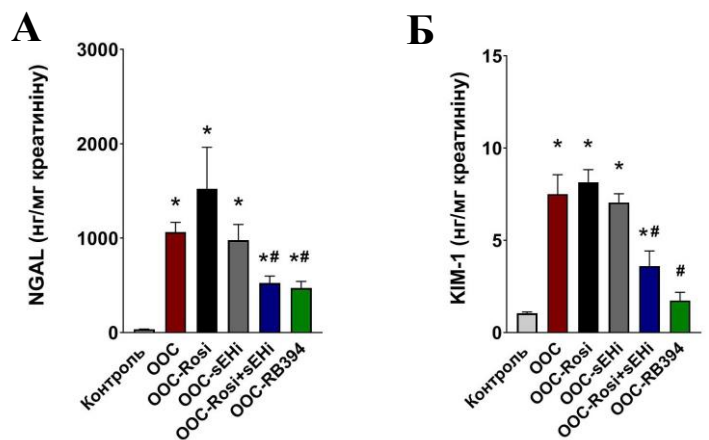 А
NGAL (нг/мг креатиніну)
3000
2000
1000
0
*
*
*
*#
*#
Контроль
ООС
ООС-Rosi
ООС-sEHi
ООС-Rosi+sEHi
ООС-RB394
Б
KIM-1 (нг/мг креатиніну)
15
10
5
0
*
*
*
*#
#
Контроль
ООС
ООС-Rosi
ООС-sEHi
ООС-Rosi+sEHi
ООС-RB394